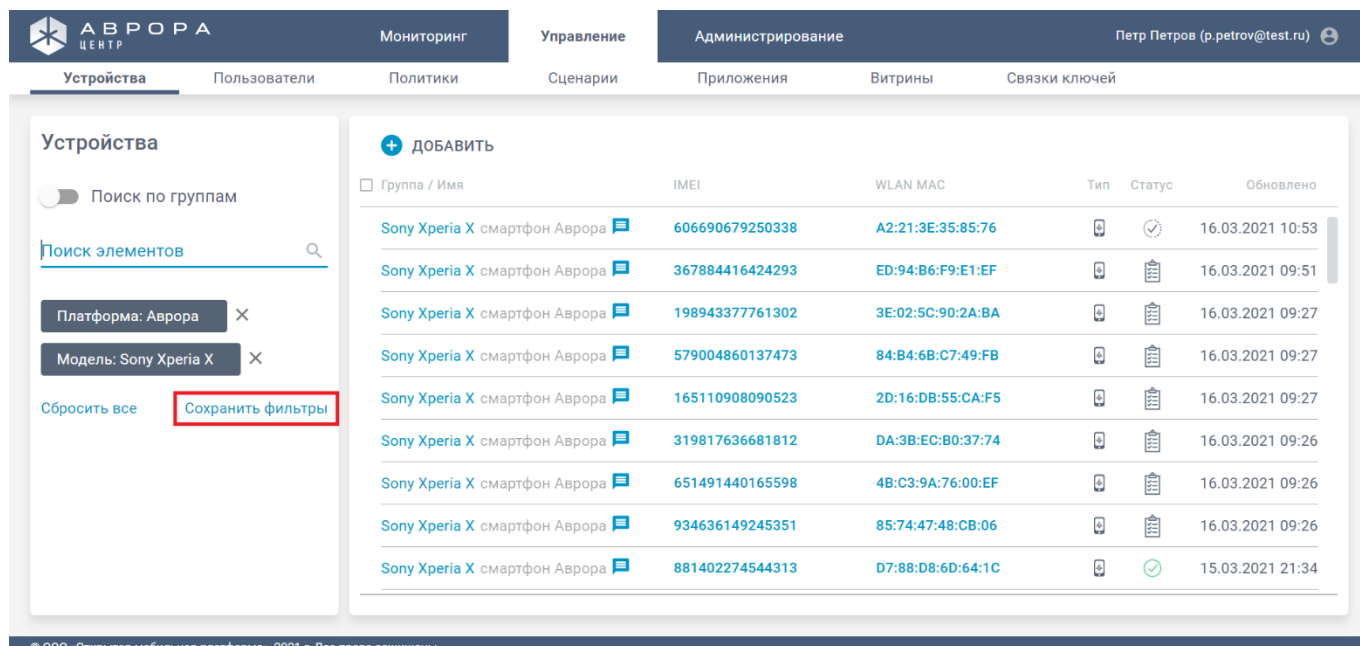 АВРОРА
ЦЕНТР
Мониторинг Управление Администрирование Петр Петров (p.petrov@test.ru)
Устройства Пользователи Политики Сценарии Приложения Витрины Связки ключей
Устройства
Поиск по группам
Поиск элементов
Платформа: Аврора
Модель: Sony Xperia X
Сбросить все Сохранить фильтры
ДОБАВИТЬ
Группа / Имя IMEI WLAN MAC Тип Статус Обновлено
Sony Xperia X смартфон Аврора 606690679250338 A2:21:3E:35:85:76 16.03.2021 10:53
Sony Xperia X смартфон Аврора 367884416424293 ED:94:B6:F9:E1:EF 16.03.2021 09:51
Sony Xperia X смартфон Аврора 198943377761302 3E:02:5C:90:2A:BA 16.03.2021 09:27
Sony Xperia X смартфон Аврора 579004860137473 84:B4:6B:C7:49:FB 16.03.2021 09:27
Sony Xperia X смартфон Аврора 165110908090523 2D:16:DB:55:CA:F5 16.03.2021 09:27
Sony Xperia X смартфон Аврора 319817636681812 DA:3B:EC:B0:37:74 16.03.2021 09:26
Sony Xperia X смартфон Аврора 651491440165598 4B:C3:9A:76:00:EF 16.03.2021 09:26
Sony Xperia X смартфон Аврора 934636149245351 85:74:47:48:CB:06 16.03.2021 09:26
Sony Xperia X смартфон Аврора 881402274544313 D7:88:D8:6D:64:1C 15.03.2021 21:34